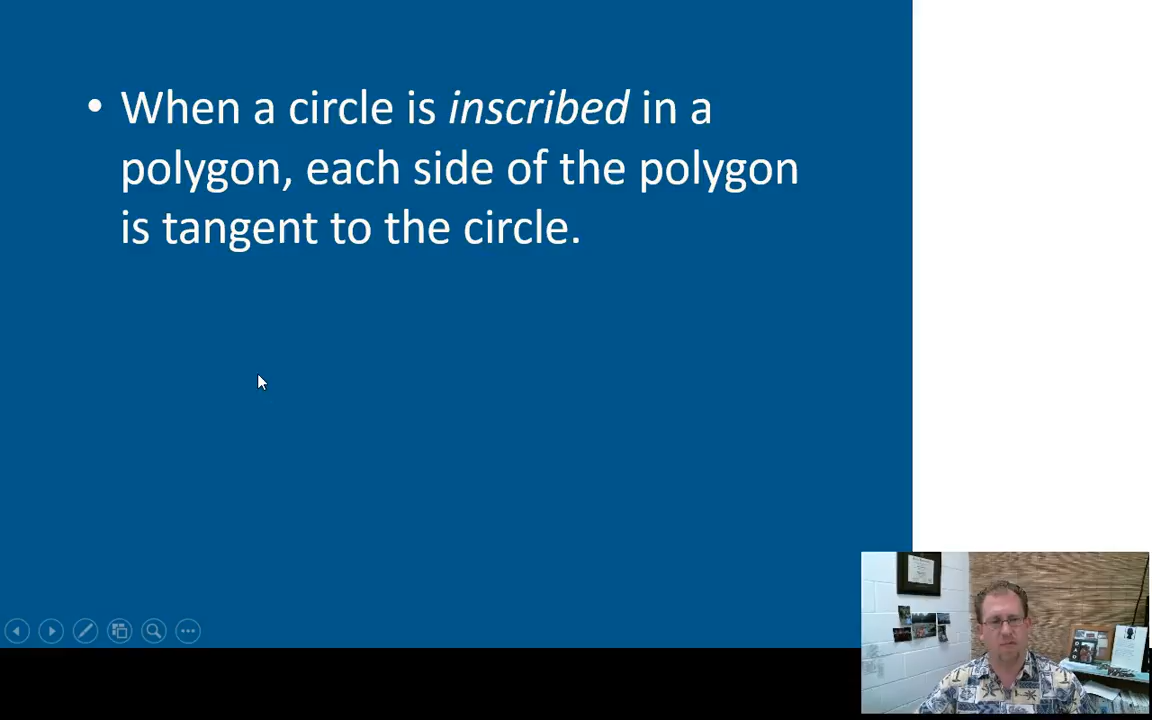 • When a circle is inscribed in a
polygon, each side of the polygon
is tangent to the circle.